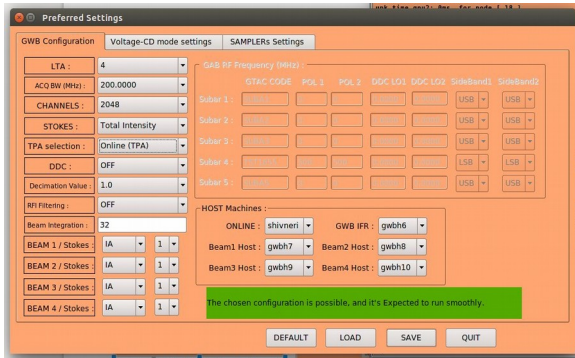 Preferred Settings
GWB Configuration
Voltage-CD mode settings
SAMPLERs Settings
LTA :
4
ACQ BW (MHz) :
200.0000
CHANNELS :
2048
STOKES :
Total Intensity
TPA selection :
Online (TPA)
DDC :
OFF
Decimation Value :
1.0
RFI Filtering :
OFF
Beam Integration :
32
BEAM 1 / Stokes :
IA
1
BEAM 2 / Stokes :
IA
1
BEAM 3 / Stokes :
IA
1
BEAM 4 / Stokes :
IA
1
GAB RF Frequency (MHz) :
GTAC CODE POL 1 POL 2 DDC LO1 DDC LO2 SideBand1 SideBand2
Subar 1 :
USB USB
Subar 2 :
USB USB
Subar 3 :
USB USB
Subar 4 :
LSB LSB
Subar 5 :
USB USB
HOST Machines :
ONLINE : shivneri GWB IFR : gwbh6
Beam1 Host : gwbh7 Beam2 Host : gwbh8
Beam3 Host : gwbh9 Beam4 Host : gwbh10
The chosen configuration is possible, and it's Expected to run smoothly.
DEFAULT LOAD SAVE QUIT